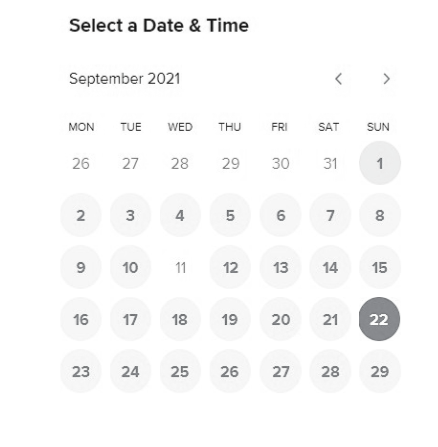 Select a Date & Time
September 2021 < >
MON TUE WED THU FRI SAT SUN
26 27 28 29 30 31 1
2 3 4 5 6 7 8
9 10 11 12 13 14 15
16 17 18 19 20 21 22
23 24 25 26 27 28 29